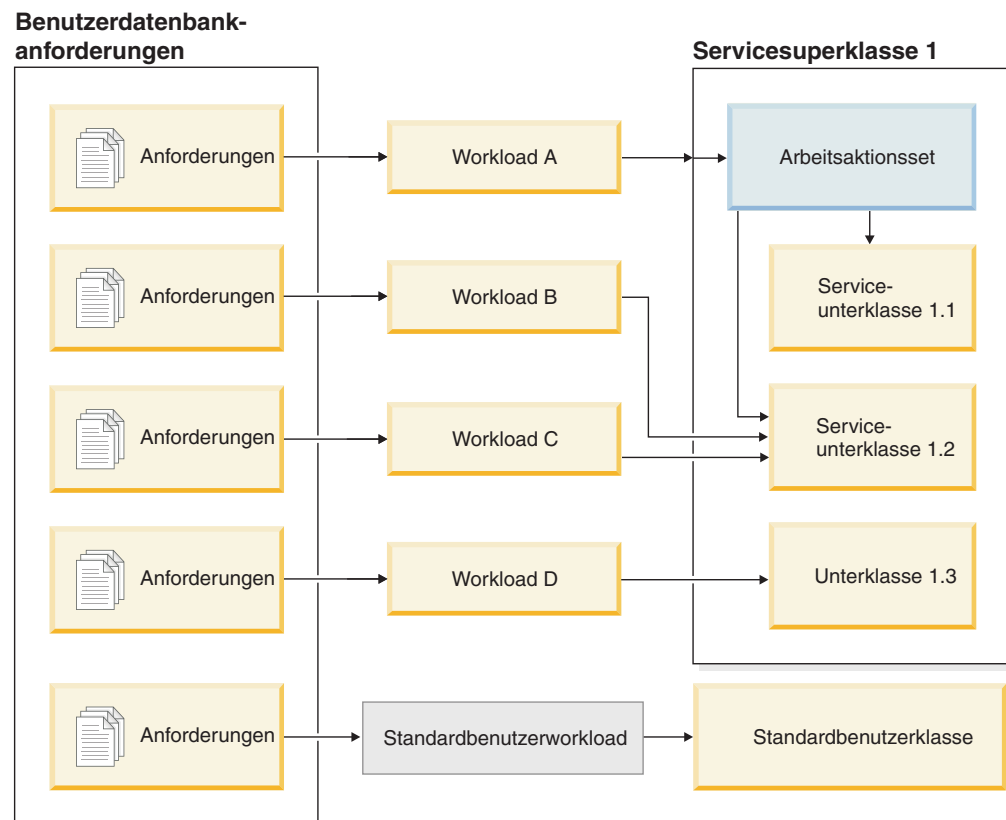 Benutzerdatenbank-
anforderungen
Servicesuperklasse 1
Anforderungen
Workload A
Arbeitsaktionsset
Service-
unterklasse 1.1
Anforderungen
Workload B
Anforderungen
Workload C
Service-
unterklasse 1.2
Anforderungen
Workload D
Unterklasse 1.3
Anforderungen
Standardbenutzerworkload
Standardbenutzerklasse